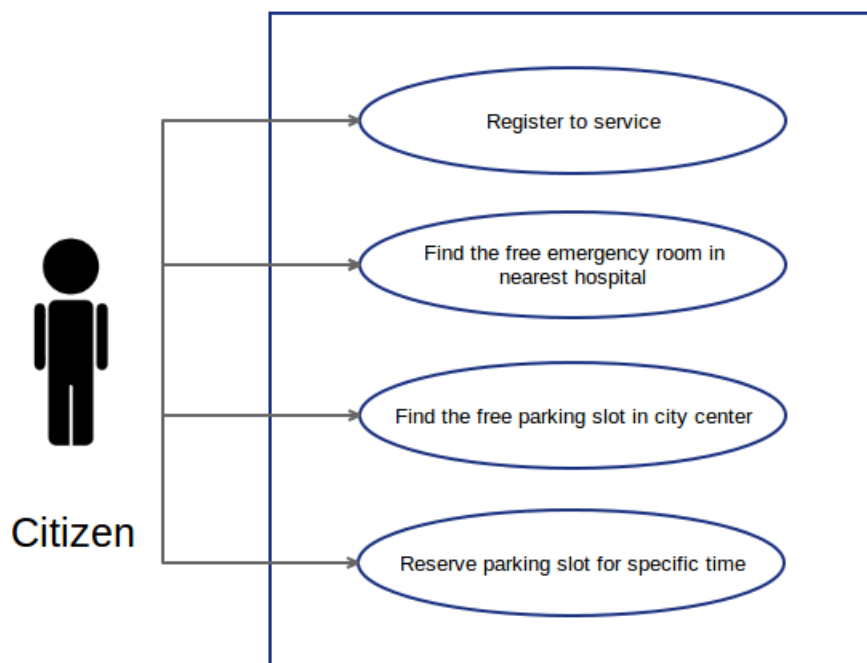 Register to service
Find the free emergency room in
nearest hospital
Find the free parking slot in city center
Citizen
Reserve parking slot for specific time